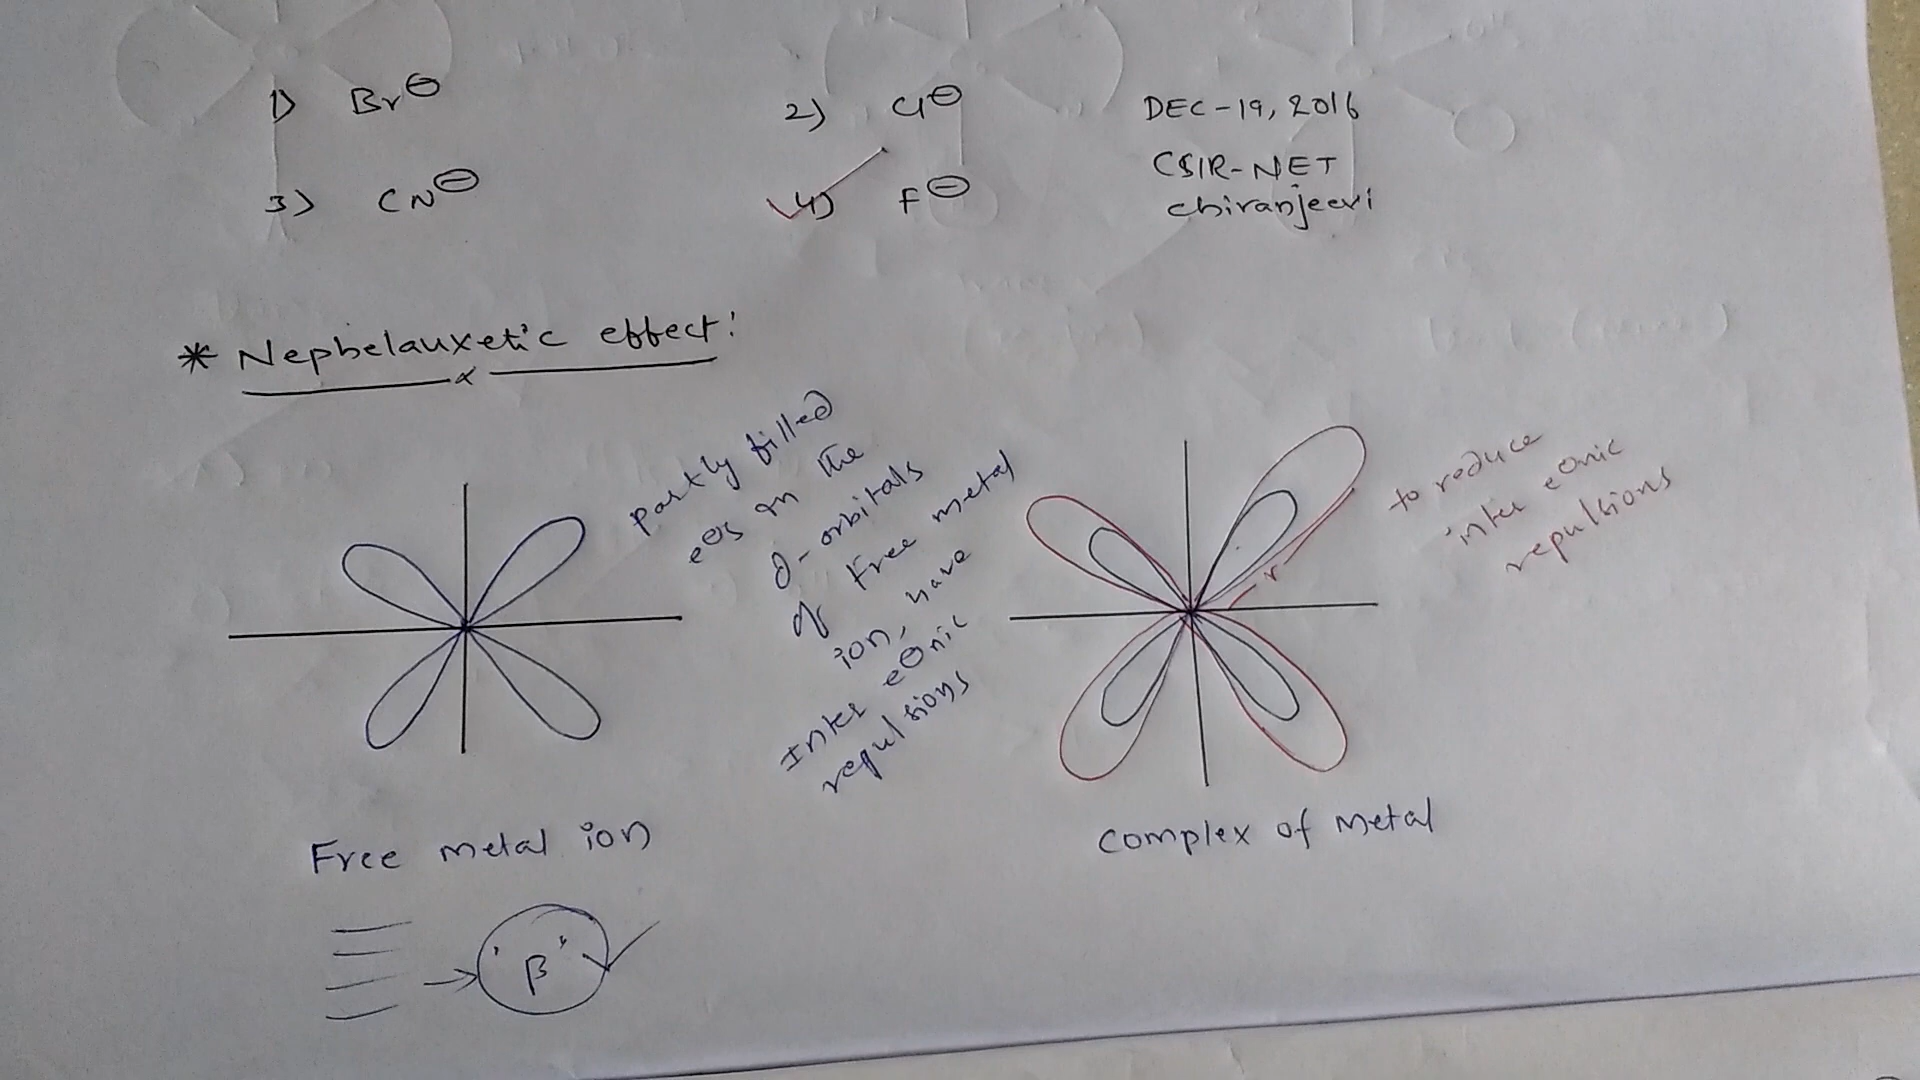 1) Br⊖
2) Cl⊖
DEC-19, 2016
CSIR-NET
chiranjeevi
3) CN⊖
4) F⊖
* Nephelauxetic effect:
partly filled
e⊖s in the
d-orbitals
of Free metal
ion, have
Inter e⊖nic
repulsions
to reduce
inter e⊖nic
repulsions
r
Free metal ion
complex of metal
'β'